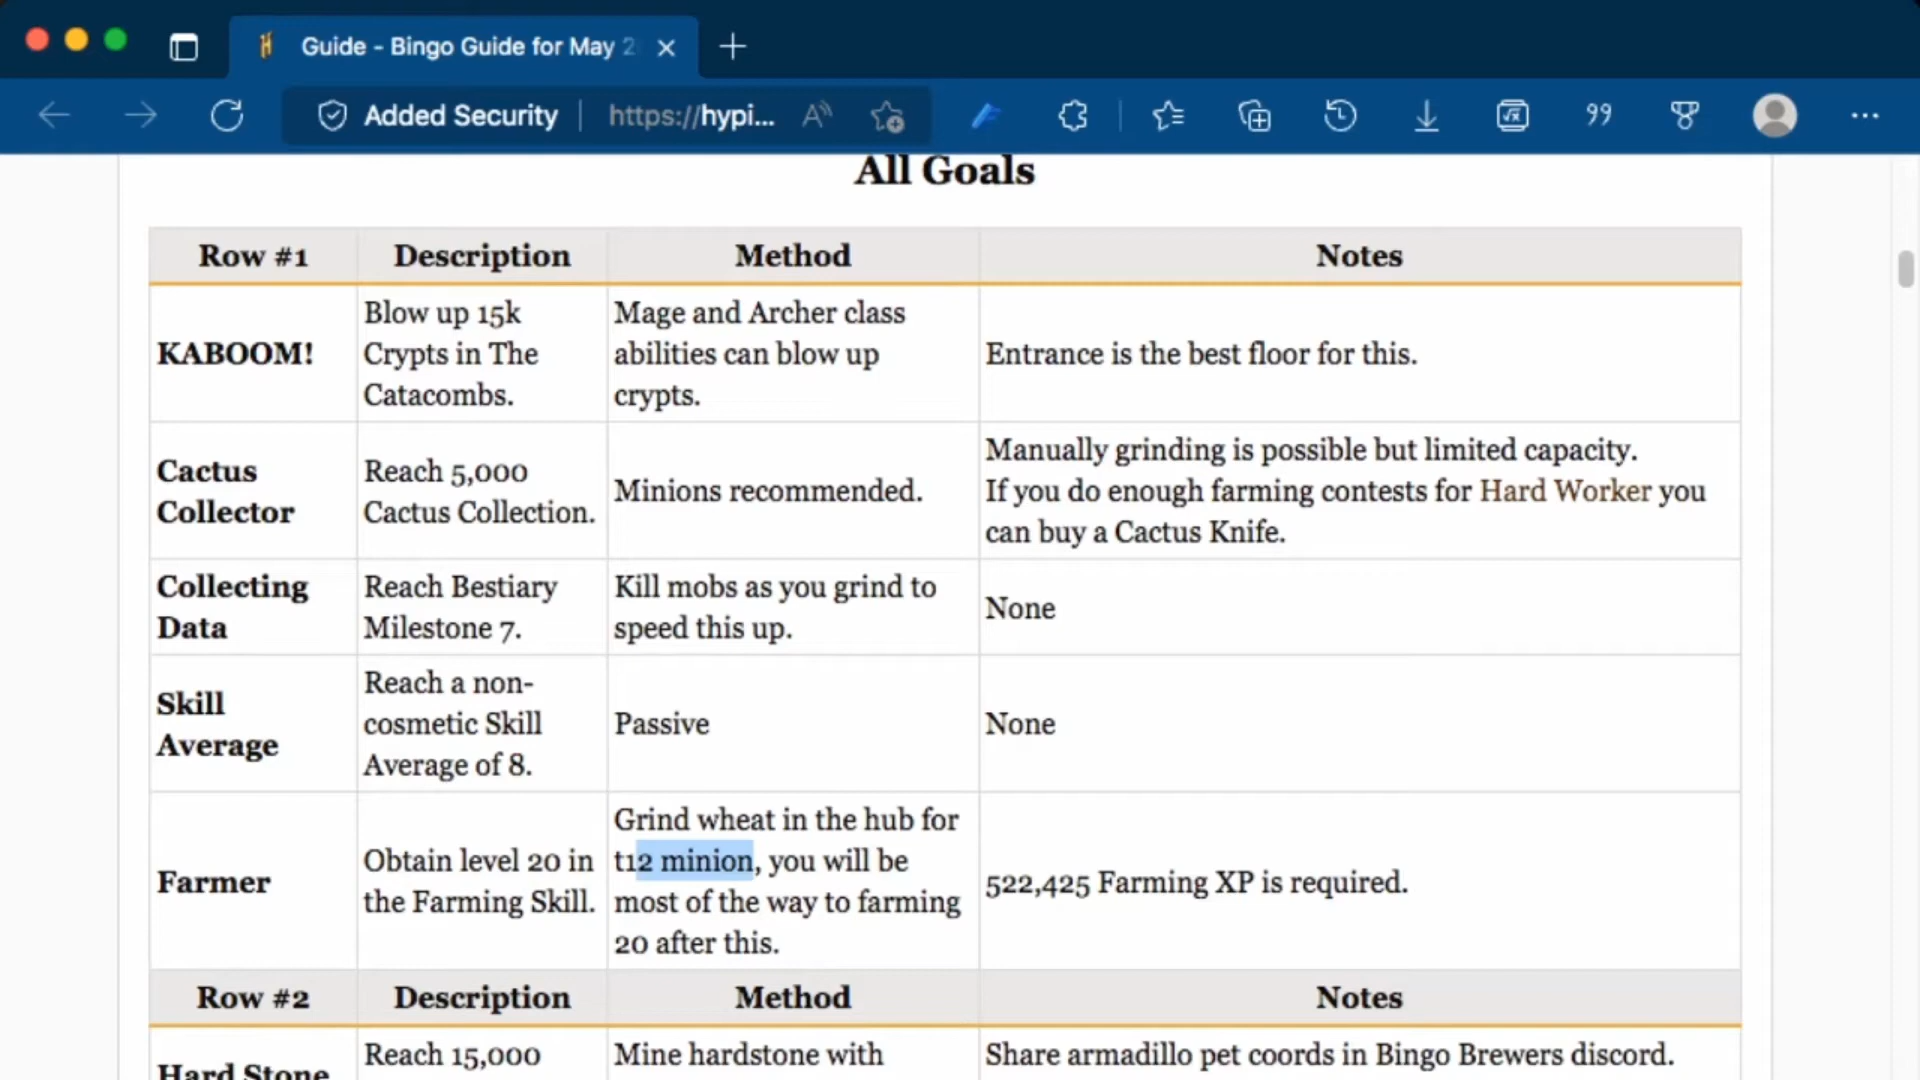 Guide - Bingo Guide for May 2
Added Security
https://hypi...
All Goals
Row #1 Description Method Notes
KABOOM!
Blow up 15k
Crypts in The
Catacombs.
Mage and Archer class
abilities can blow up
crypts.
Entrance is the best floor for this.
Cactus
Collector
Reach 5,000
Cactus Collection.
Minions recommended.
Manually grinding is possible but limited capacity.
If you do enough farming contests for Hard Worker you
can buy a Cactus Knife.
Collecting
Data
Reach Bestiary
Milestone 7.
Kill mobs as you grind to
speed this up.
None
Skill
Average
Reach a non-
cosmetic Skill
Average of 8.
Passive
None
Farmer
Obtain level 20 in
the Farming Skill.
Grind wheat in the hub for
t12 minion, you will be
most of the way to farming
20 after this.
522,425 Farming XP is required.
Row #2 Description Method Notes
Hard Stone
Reach 15,000
Mine hardstone with
Share armadillo pet coords in Bingo Brewers discord.